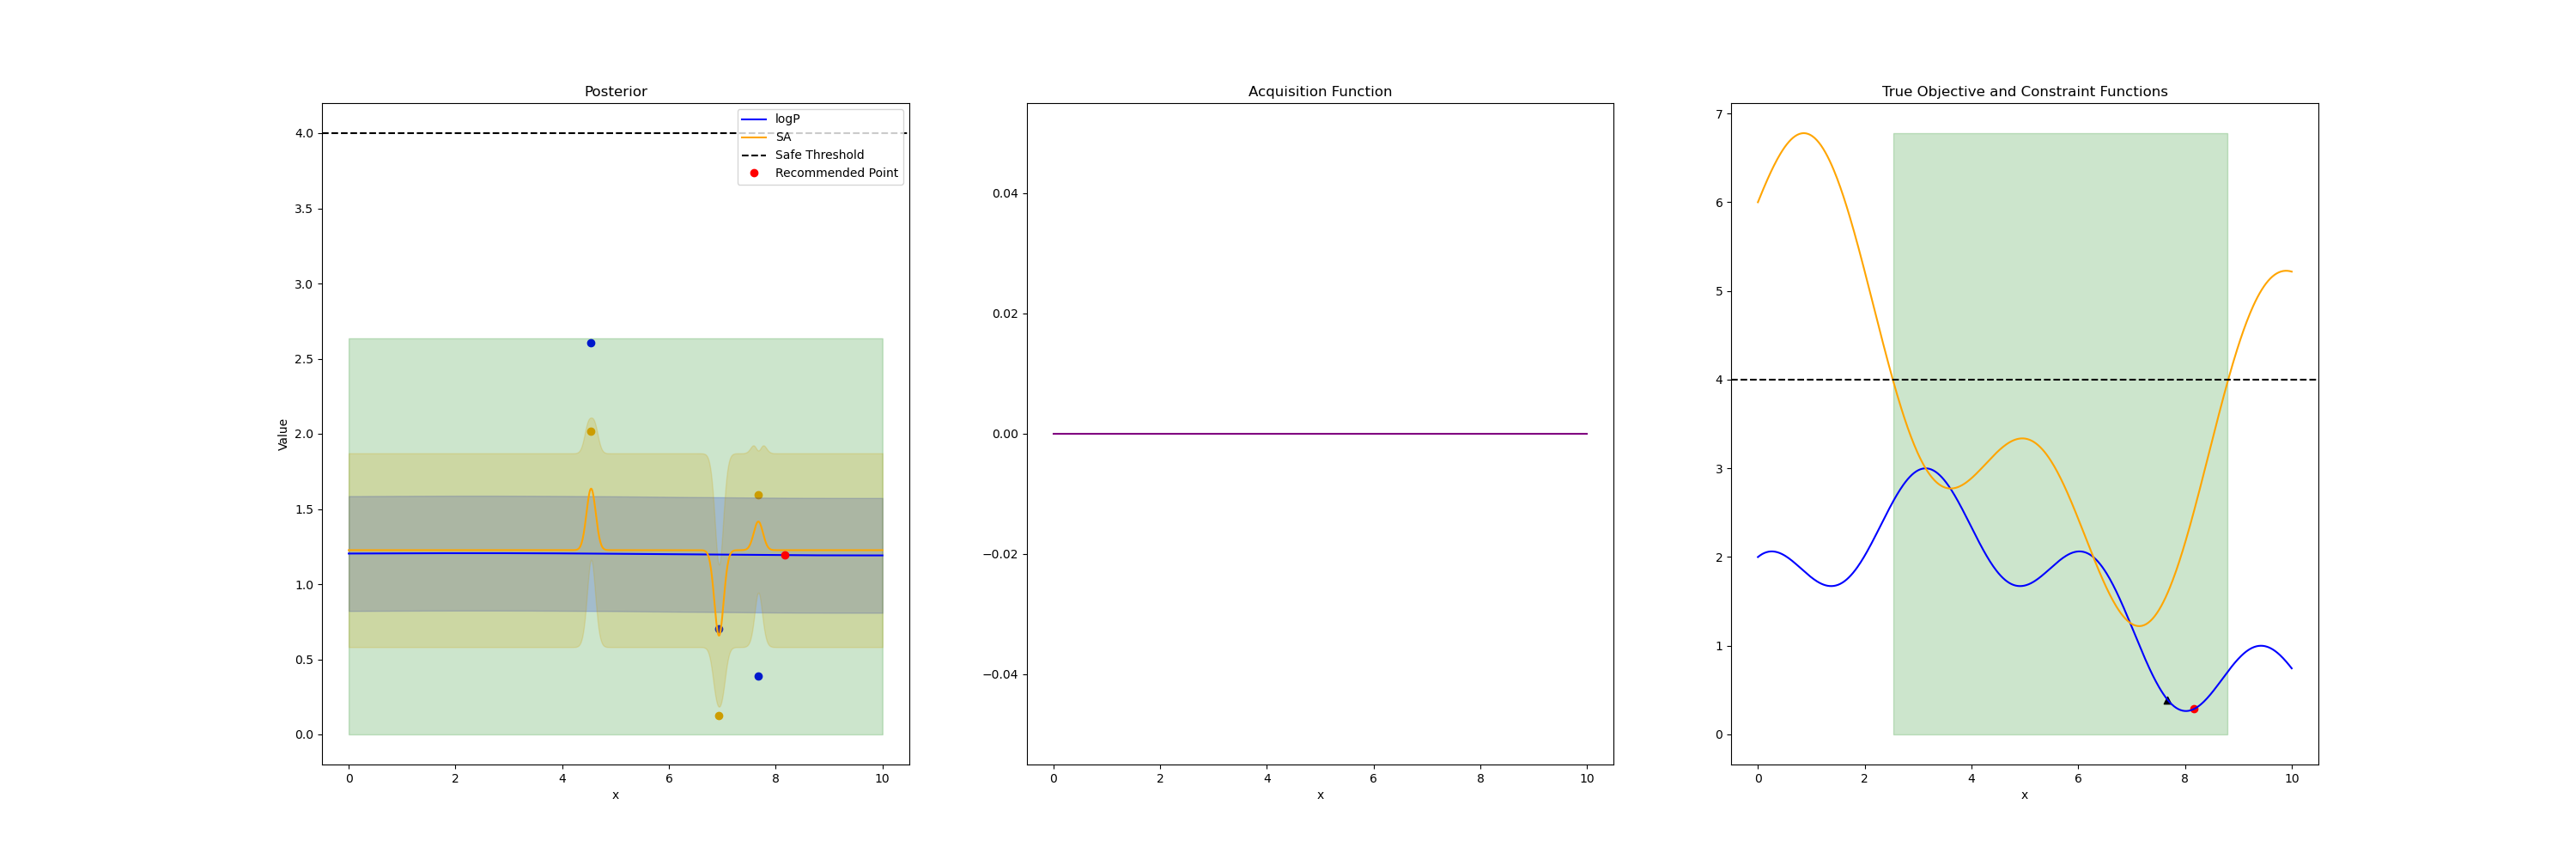 Posterior
4.0
3.5
3.0
2.5
2.0
1.5
1.0
0.5
0.0
Value
0 2 4 6 8 10
x
logP
SA
Safe Threshold
Recommended Point
Acquisition Function
0.04
0.02
0.00
−0.02
−0.04
0 2 4 6 8 10
x
True Objective and Constraint Functions
7
6
5
4
3
2
1
0
0 2 4 6 8 10
x